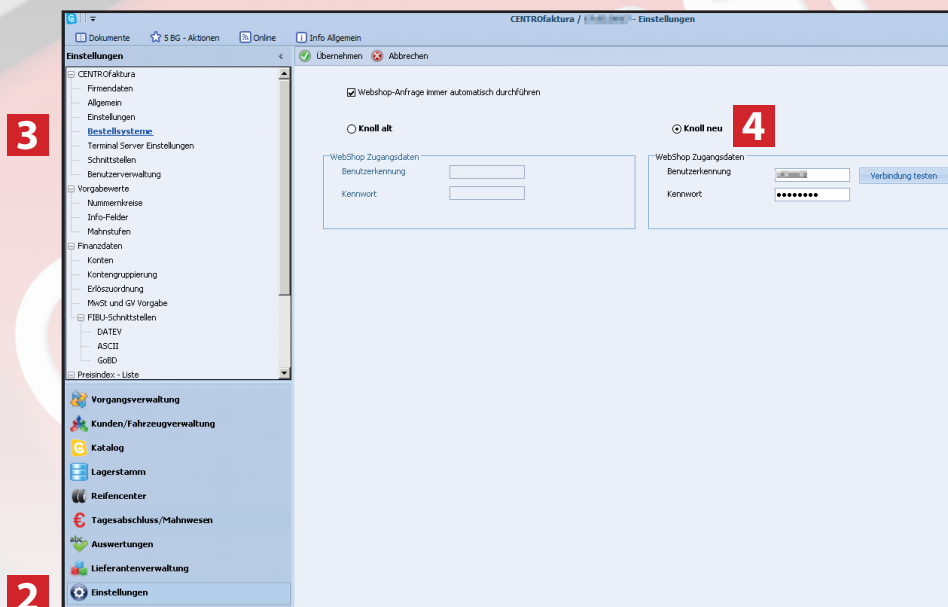 CENTROfaktura / - Einstellungen
Dokumente 5 BG - Aktionen Online Info Allgemein
Einstellungen <
Übernehmen Abbrechen
CENTROfaktura
Firmendaten
Allgemein
Einstellungen
Bestellsysteme
Terminal Server Einstellungen
Schnittstellen
Benutzerverwaltung
Vorgabewerte
Nummernkreise
Info-Felder
Mahnstufen
Finanzdaten
Konten
Kontengruppierung
Erlöszuordnung
MwSt und GV Vorgabe
FIBU-Schnittstellen
DATEV
ASCII
GoBD
Preisindex - Liste
3
Webshop-Anfrage immer automatisch durchführen
Knoll alt
WebShop Zugangsdaten
Benutzerkennung
Kennwort
Knoll neu
4
WebShop Zugangsdaten
Benutzerkennung
Verbindung testen
Kennwort
Vorgangsverwaltung
Kunden/Fahrzeugverwaltung
G Katalog
Lagerstamm
Reifencenter
€ Tagesabschluss/Mahnwesen
abc Auswertungen
Lieferantenverwaltung
2
Einstellungen